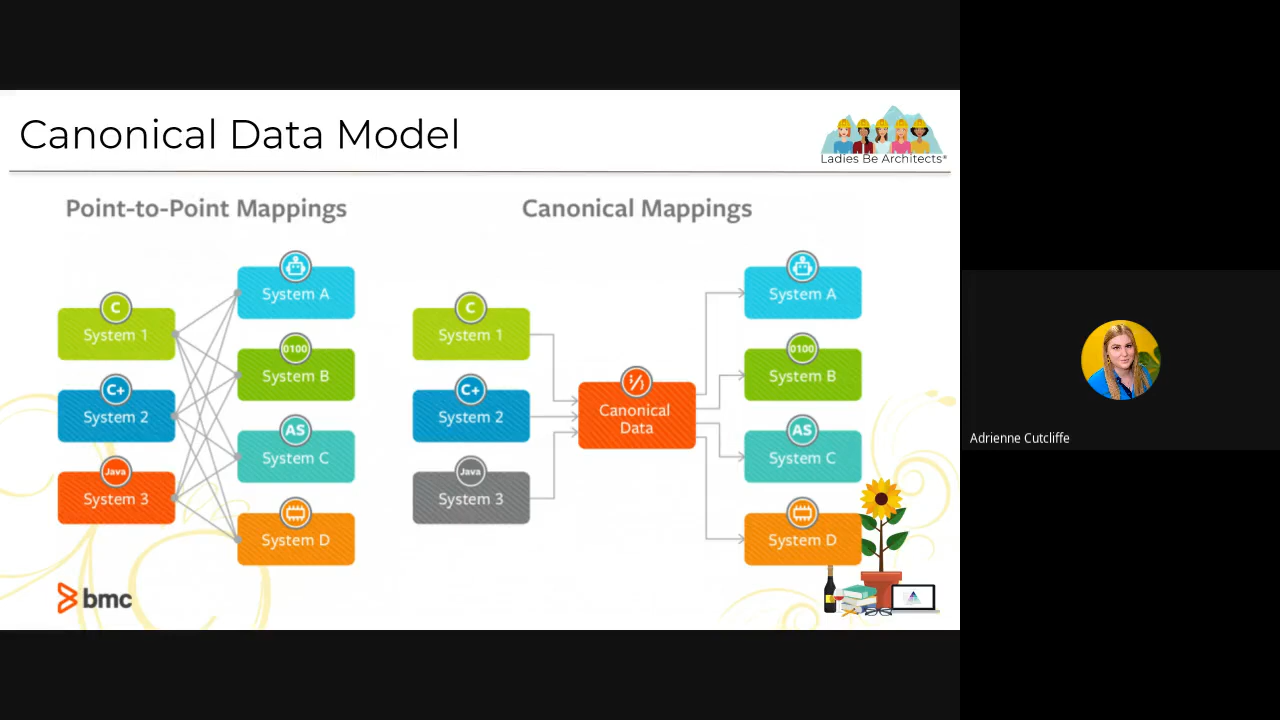 Canonical Data Model
Ladies Be Architects*
Point-to-Point Mappings
Canonical Mappings
C
System 1
C+
System 2
Java
System 3
System A
0100
System B
AS
System C
System D
C
System 1
C+
System 2
Java
System 3
Canonical
Data
System A
0100
System B
AS
System C
System D
bmc
Adrienne Cutcliffe